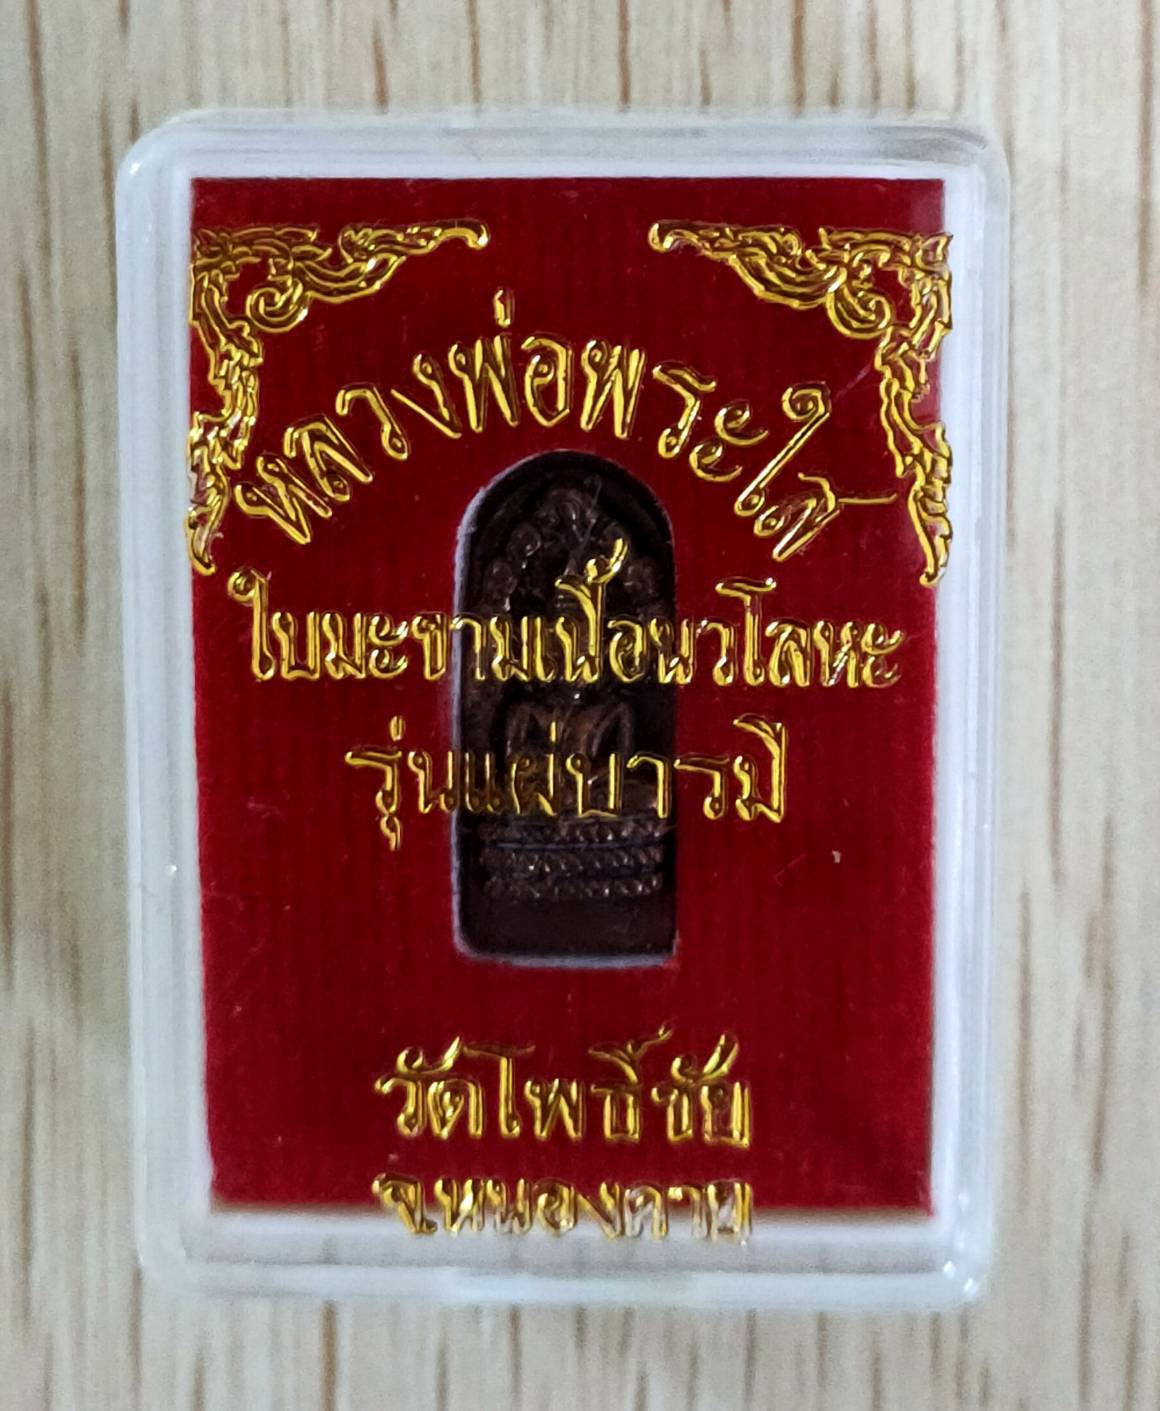 หลวงพ่อพระใส
ใบมะขามเนื้อนวโลหะ
รุ่นแผ่บารมี
วัดโพธิ์ชัย
จ.หนองคาย